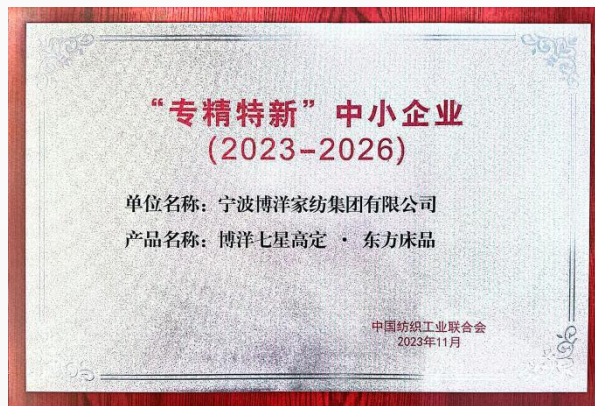 “专精特新”中小企业
(2023-2026)
单位名称：宁波博洋家纺集团有限公司
产品名称：博洋七星高定 · 东方床品
中国纺织工业联合会
2023年11月